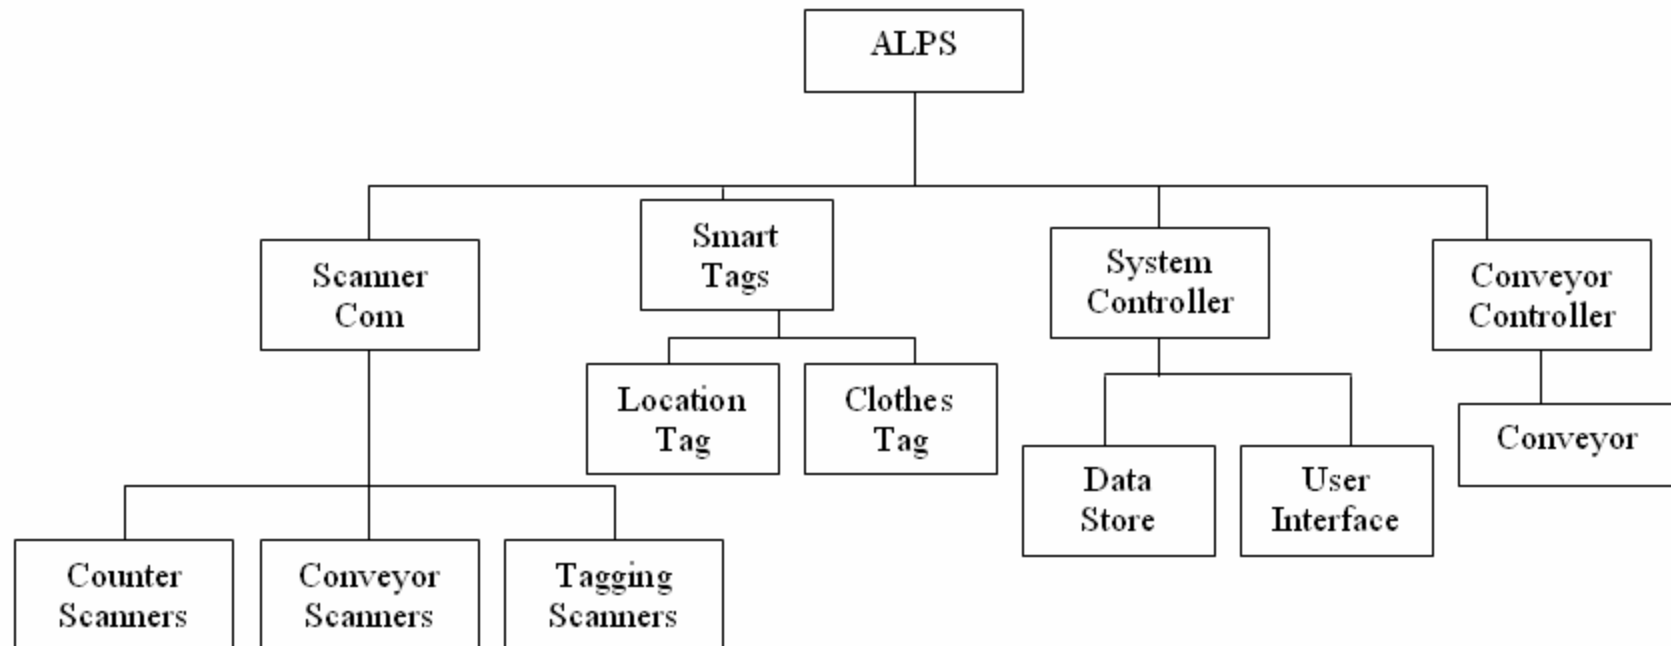 ALPS
Scanner
Com
Smart
Tags
System
Controller
Conveyor
Controller
Location
Tag
Clothes
Tag
Data
Store
User
Interface
Conveyor
Counter
Scanners
Conveyor
Scanners
Tagging
Scanners